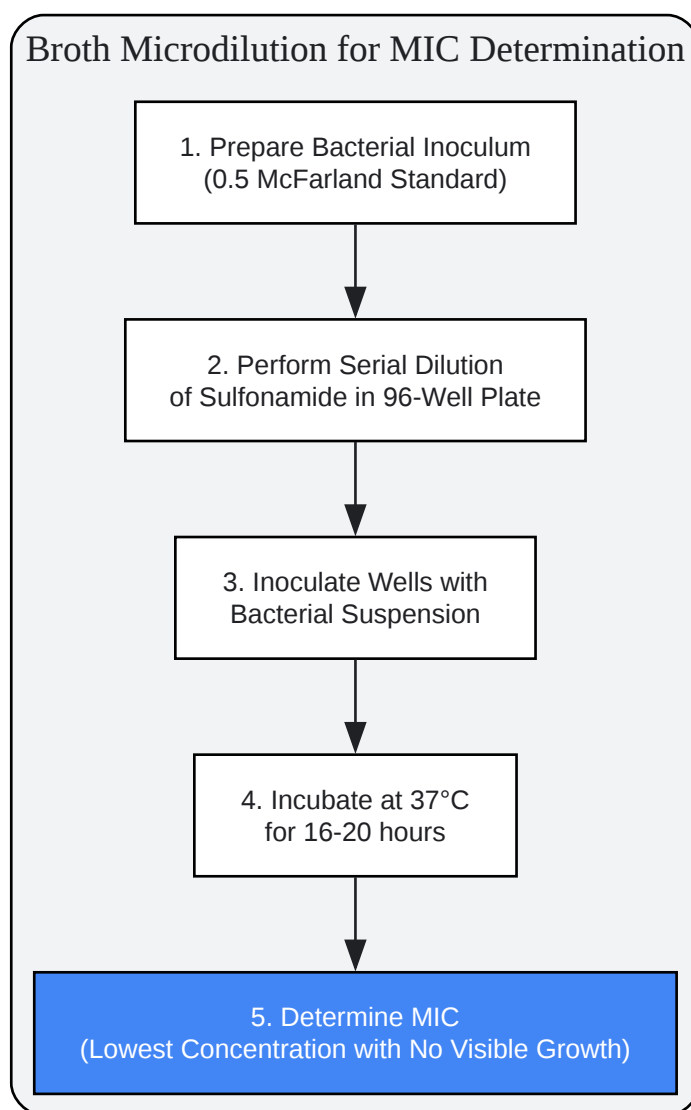 Broth Microdilution for MIC Determination
1. Prepare Bacterial Inoculum
(0.5 McFarland Standard)
2. Perform Serial Dilution
of Sulfonamide in 96-Well Plate
3. Inoculate Wells with
Bacterial Suspension
4. Incubate at 37°C
for 16-20 hours
5. Determine MIC
(Lowest Concentration with No Visible Growth)